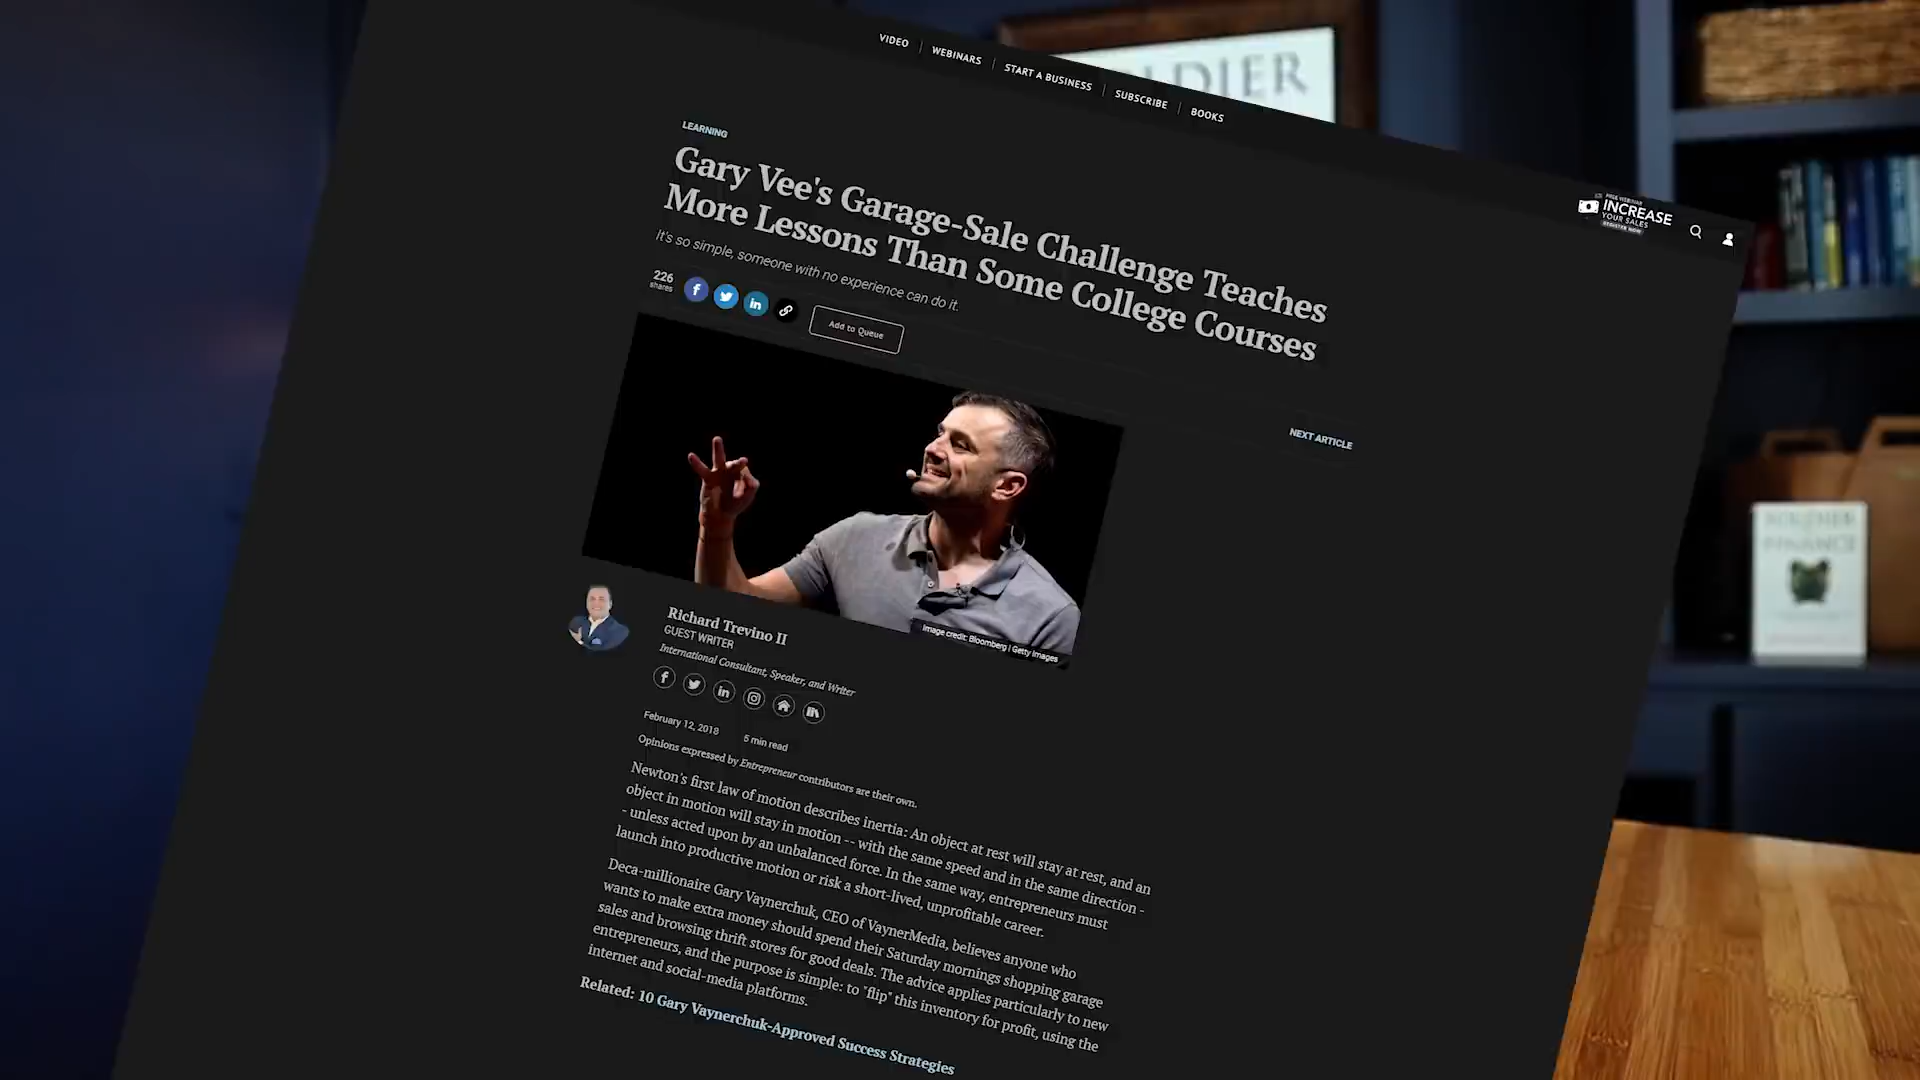 VIDEO
WEBINARS
START A BUSINESS
SUBSCRIBE
BOOKS
SOLDIER
LEARNING
Gary Vee's Garage-Sale Challenge Teaches
More Lessons Than Some College Courses
It's so simple, someone with no experience can do it.
226
shares
Add to Queue
FREE WEBINAR
INCREASE
YOUR SALES
REGISTER NOW
NEXT ARTICLE
Image credit: Bloomberg | Getty Images
Richard Trevino II
GUEST WRITER
International Consultant, Speaker, and Writer
February 12, 2018
5 min read
Opinions expressed by Entrepreneur contributors are their own.
Newton's first law of motion describes inertia: An object at rest will stay at rest, and an
object in motion will stay in motion -- with the same speed and in the same direction -
- unless acted upon by an unbalanced force. In the same way, entrepreneurs must
launch into productive motion or risk a short-lived, unprofitable career.
Deca-millionaire Gary Vaynerchuk, CEO of VaynerMedia, believes anyone who
wants to make extra money should spend their Saturday mornings shopping garage
sales and browsing thrift stores for good deals. The advice applies particularly to new
entrepreneurs, and the purpose is simple: to "flip" this inventory for profit, using the
internet and social-media platforms.
Related: 10 Gary Vaynerchuk-Approved Success Strategies
SOLDIER
FINANCE